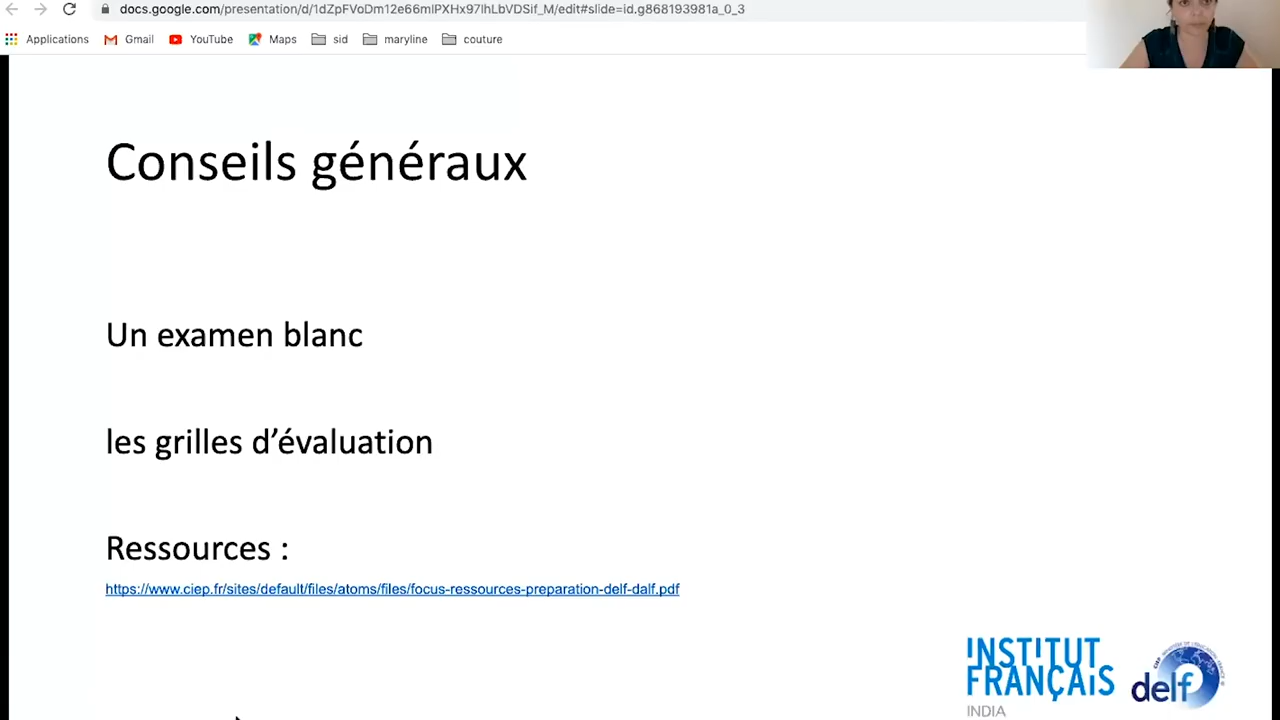 docs.google.com/presentation/d/1dZpFVoDm12e66mIPXHx97lhLbVDSif_M/edit#slide=id.g868193981a_0_3
Applications Gmail YouTube Maps sid maryline couture
Conseils généraux
Un examen blanc
les grilles d’évaluation
Ressources :
https://www.ciep.fr/sites/default/files/atoms/files/focus-ressources-preparation-delf-dalf.pdf
INSTITUT
FRANÇAIS
INDIA
delf